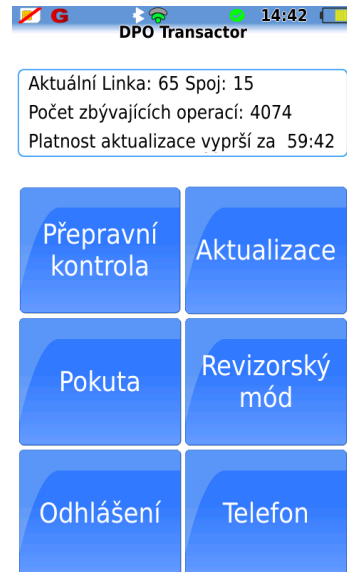 G 14:42
DPO Transactor
Aktuální Linka: 65 Spoj: 15
Počet zbývajících operací: 4074
Platnost aktualizace vyprší za 59:42
Přepravní
kontrola
Aktualizace
Pokuta
Revizorský
mód
Odhlášení
Telefon